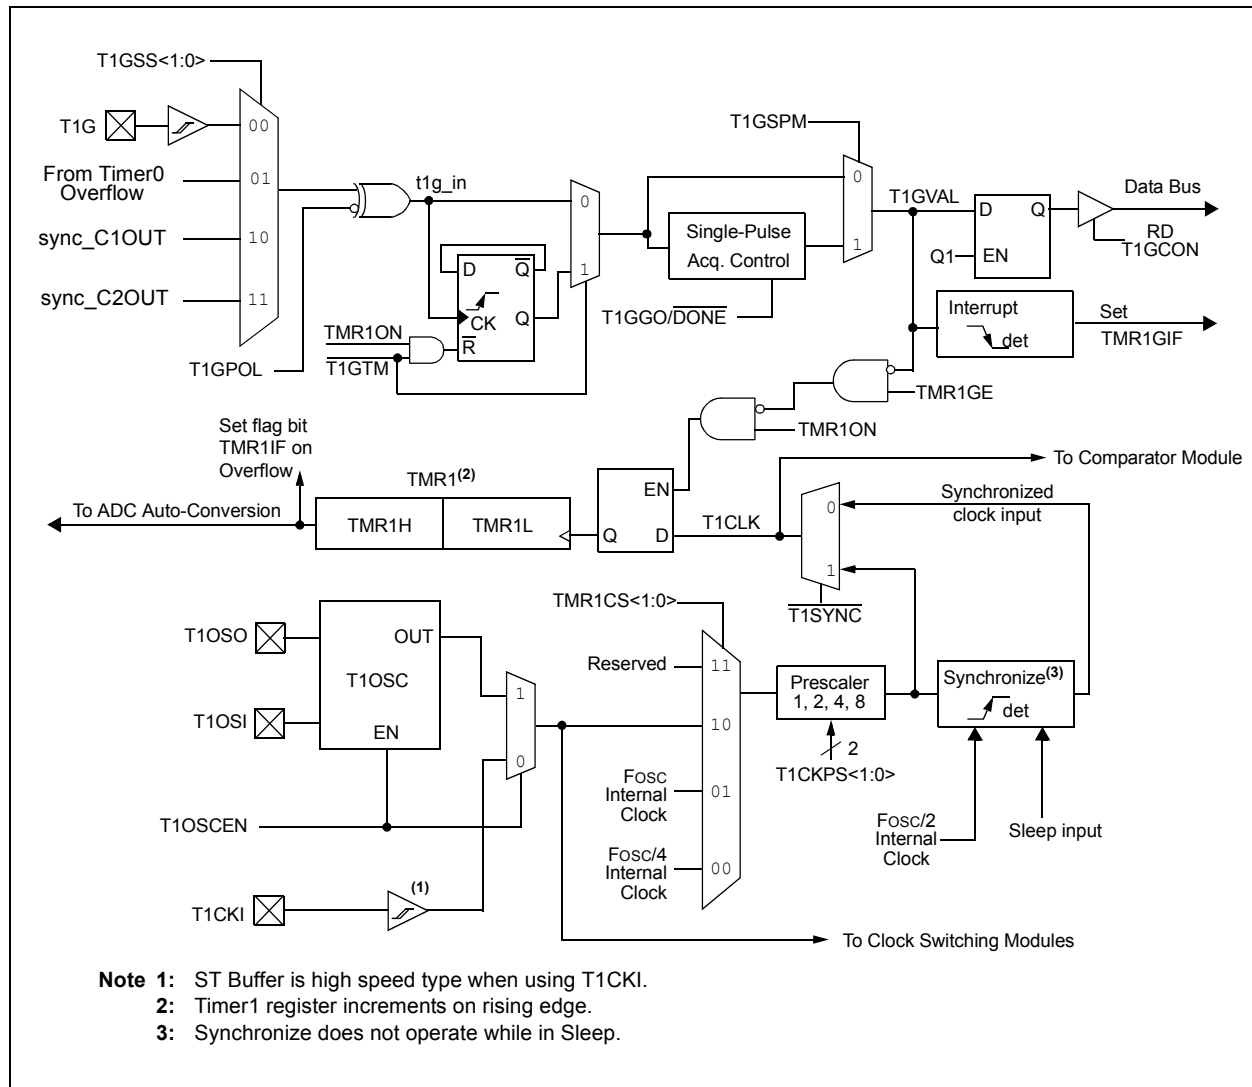 T1GSS<1:0>
T1G
00
From Timer0
Overflow
01
sync_C1OUT
10
sync_C2OUT
11
T1GPOL
t1g_in
0
1
D
Q
CK
Q
R
TMR1ON
T1GTM
T1GSPM
0
1
Single-Pulse
Acq. Control
T1GGO/DONE
T1GVAL
D
Q
Q1
EN
Data Bus
RD
T1GCON
Interrupt
det
Set
TMR1GIF
TMR1GE
TMR1ON
Set flag bit
TMR1IF on
Overflow
To ADC Auto-Conversion
TMR1(2)
TMR1H
TMR1L
EN
Q
D
T1CLK
To Comparator Module
Synchronized
clock input
0
1
T1SYNC
T1OSO
T1OSI
OUT
T1OSC
EN
1
0
T1OSCEN
T1CKI
(1)
TMR1CS<1:0>
Reserved
11
10
FOSC
Internal
Clock
01
FOSC/4
Internal
Clock
00
Prescaler
1, 2, 4, 8
2
T1CKPS<1:0>
Synchronize(3)
det
FOSC/2
Internal
Clock
Sleep input
To Clock Switching Modules
Note 1: ST Buffer is high speed type when using T1CKI.
2: Timer1 register increments on rising edge.
3: Synchronize does not operate while in Sleep.